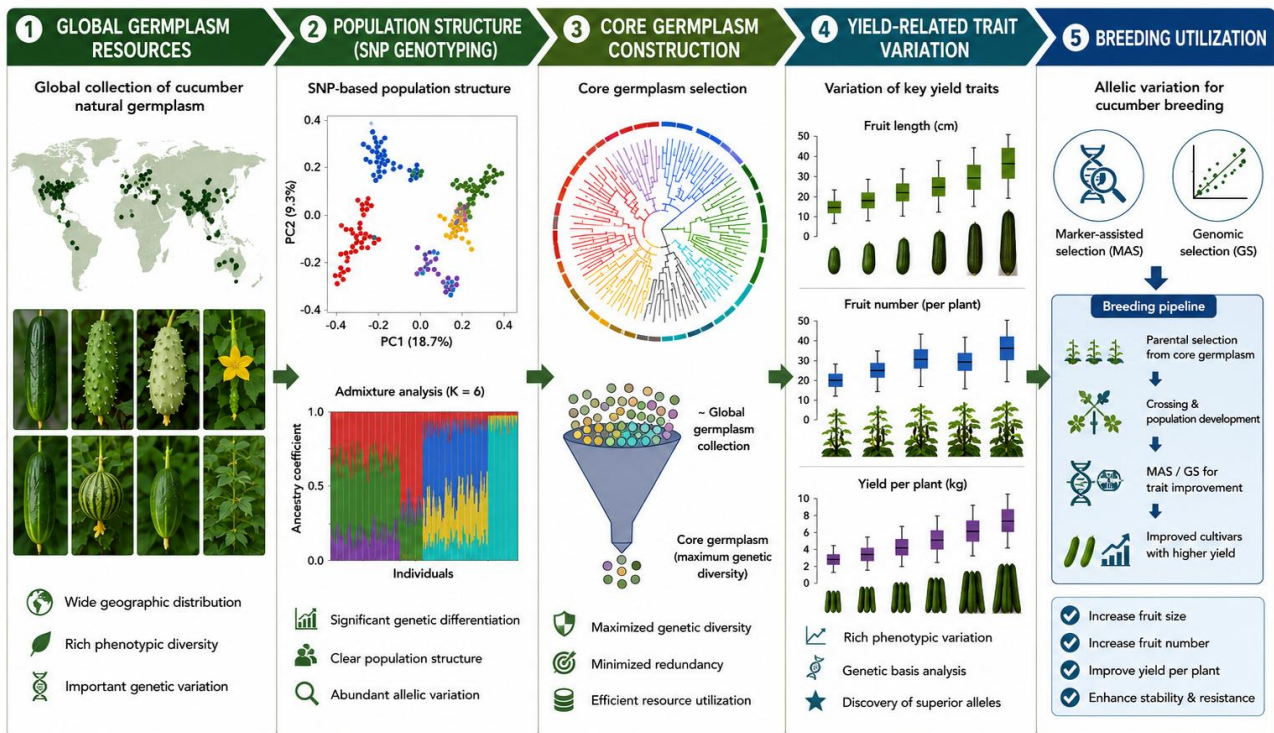 1 GLOBAL GERMPLASM
RESOURCES
Global collection of cucumber
natural germplasm
Wide geographic distribution
Rich phenotypic diversity
Important genetic variation
2 POPULATION STRUCTURE
(SNP GENOTYPING)
SNP-based population structure
PC2 (9.3%)
0.4
0.2
0.0
-0.2
-0.4
-0.4 -0.2 0.0 0.2 0.4
PC1 (18.7%)
Admixture analysis (K = 6)
Ancestry coefficient
1.0
0.5
0.0
Individuals
Significant genetic differentiation
Clear population structure
Abundant allelic variation
3 CORE GERMPLASM
CONSTRUCTION
Core germplasm selection
~ Global
germplasm
collection
Core germplasm
(maximum genetic
diversity)
Maximized genetic diversity
Minimized redundancy
Efficient resource utilization
4 YIELD-RELATED TRAIT
VARIATION
Variation of key yield traits
Fruit length (cm)
50
40
30
20
10
0
Fruit number (per plant)
50
40
30
20
10
0
Yield per plant (kg)
10
8
6
4
2
0
Rich phenotypic variation
Genetic basis analysis
Discovery of superior alleles
5 BREEDING UTILIZATION
Allelic variation for
cucumber breeding
Marker-assisted
selection (MAS)
Genomic
selection (GS)
Breeding pipeline
Parental selection
from core germplasm
Crossing &
population development
MAS / GS for
trait improvement
Improved cultivars
with higher yield
Increase fruit size
Increase fruit number
Improve yield per plant
Enhance stability & resistance